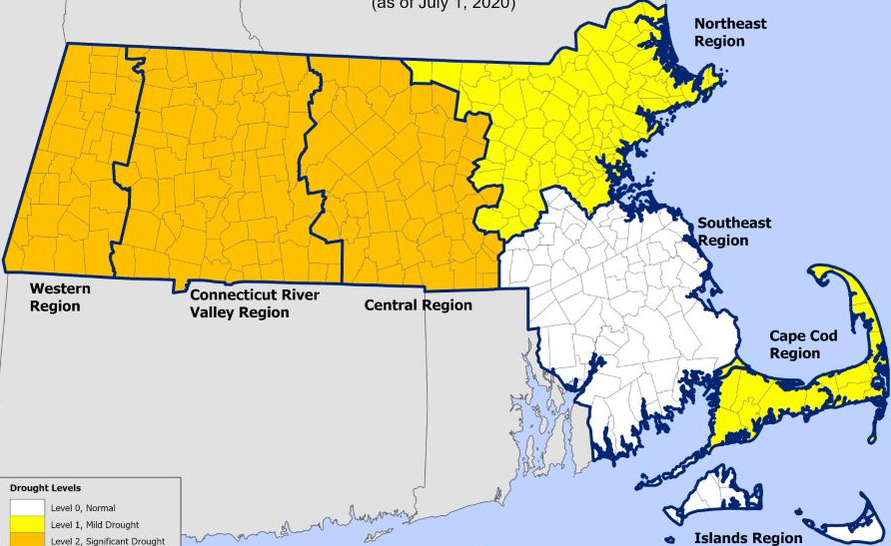 (as of July 1, 2020)
Northeast
Region
Southeast
Region
Western
Region
Connecticut River
Valley Region
Central Region
Cape Cod
Region
Drought Levels
Level 0, Normal
Level 1, Mild Drought
Level 2, Significant Drought
Islands Region